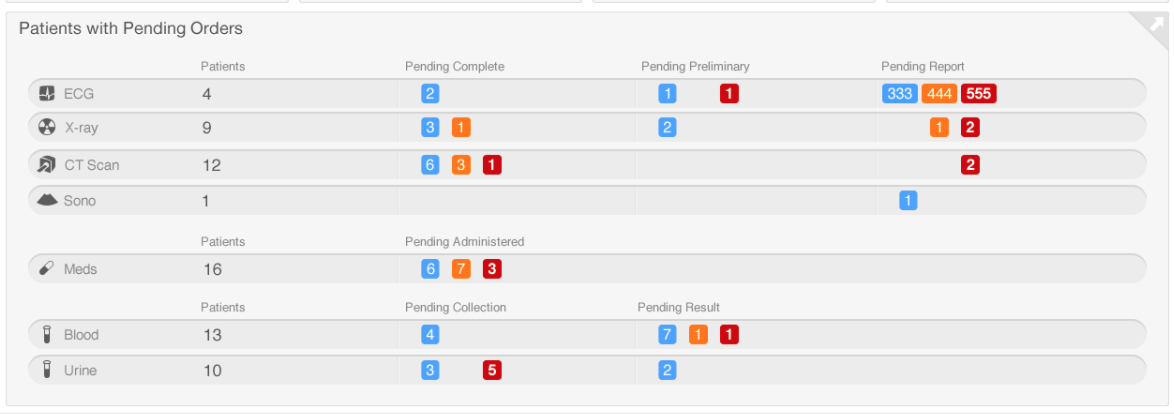 Patients with Pending Orders
Patients Pending Complete Pending Preliminary Pending Report
ECG 4 2 1 1 333 444 555
X-ray 9 3 1 2 1 2
CT Scan 12 6 3 1 2
Sono 1 1
Patients Pending Administered
Meds 16 6 7 3
Patients Pending Collection Pending Result
Blood 13 4 7 1 1
Urine 10 3 5 2